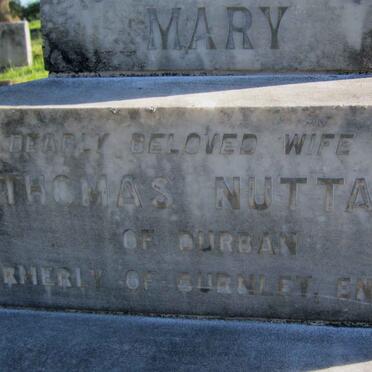 MARY
DEARLY BELOVED WIFE
THOMAS NUTTA
OF DURBAN
RMERLY OF BURNLEY, EN